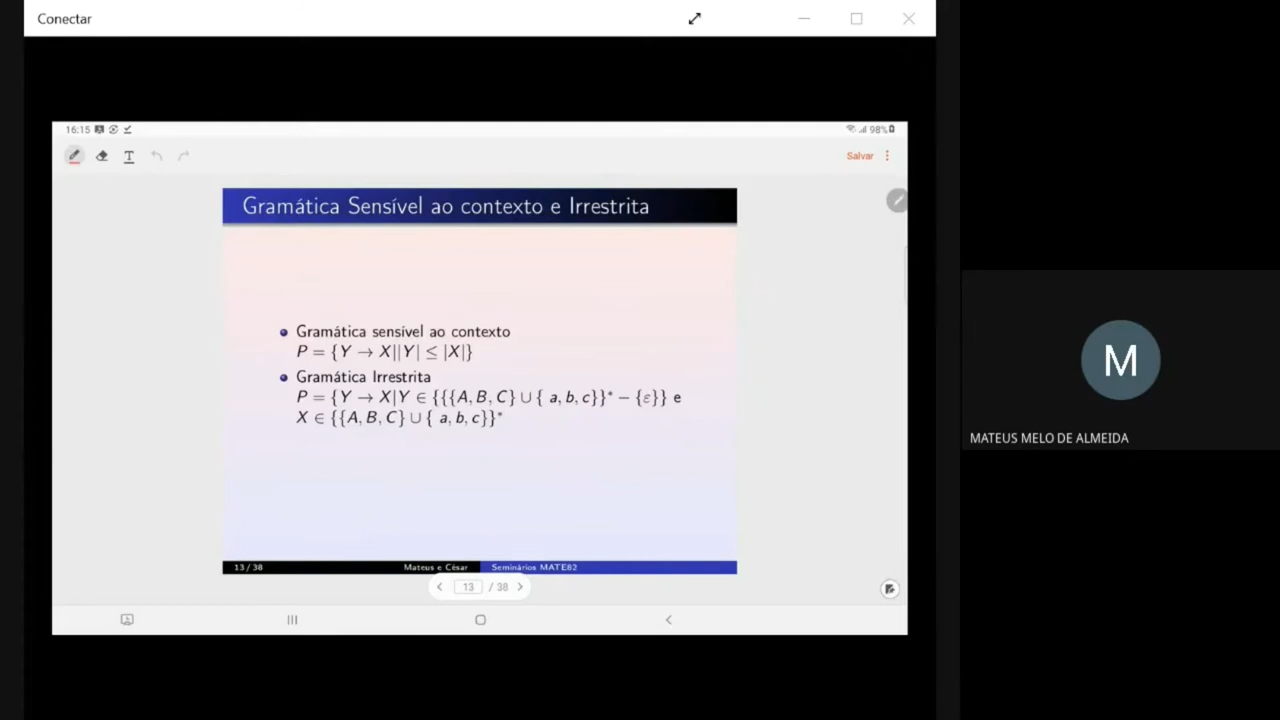 Conectar
16:15
98%
T
Salvar
Gramática Sensível ao contexto e Irrestrita
Gramática sensível ao contexto
P = {Y → X||Y| ≤ |X|}
Gramática Irrestrita
P = {Y → X|Y ∈ {{{A, B, C} ∪ { a, b, c}}* − {ε}} e
X ∈ {{A, B, C} ∪ { a, b, c}}*
13 / 38
Mateus e César
Seminários MATE82
13 / 38
M
MATEUS MELO DE ALMEIDA